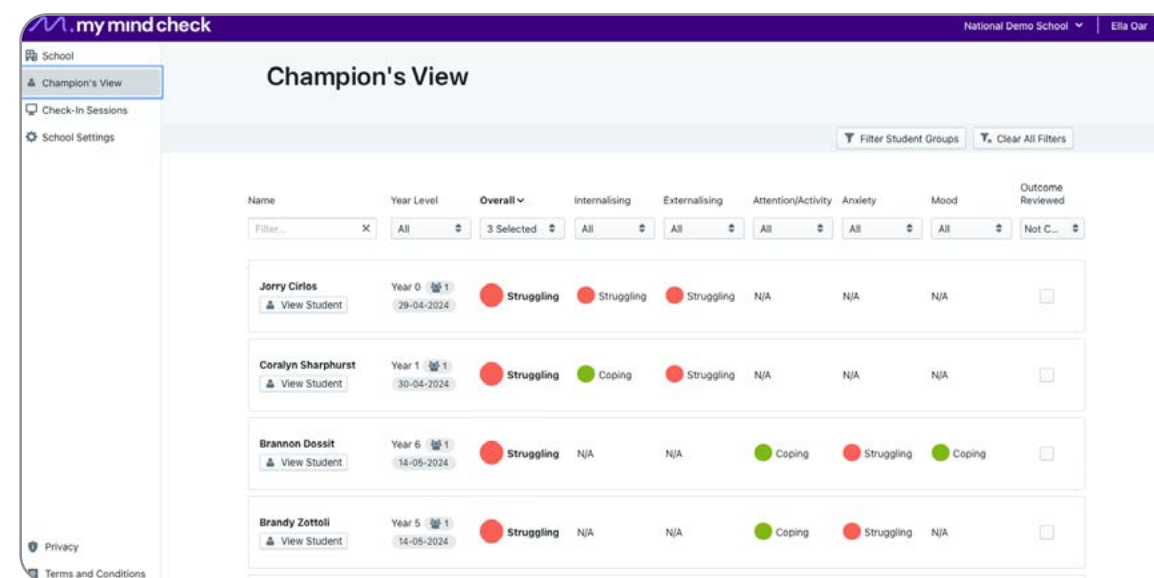 my mind check
National Demo School
Ella Oar
School
Champion's View
Check-In Sessions
School Settings
Privacy
Terms and Conditions
Champion's View
Filter Student Groups
Clear All Filters
Name Year Level Overall Internalising Externalising Attention/Activity Anxiety Mood Outcome Reviewed
Filter... All 3 Selected All All All All All Not C...
Jorry Cirlos Year 0 1 Struggling Struggling Struggling N/A N/A N/A
View Student 29-04-2024
Coralyn Sharphurst Year 1 1 Struggling Coping Struggling N/A N/A N/A
View Student 30-04-2024
Brannon Dossit Year 6 1 Struggling N/A N/A Coping Struggling Coping
View Student 14-05-2024
Brandy Zottoli Year 5 1 Struggling N/A N/A Coping Struggling N/A
View Student 14-05-2024